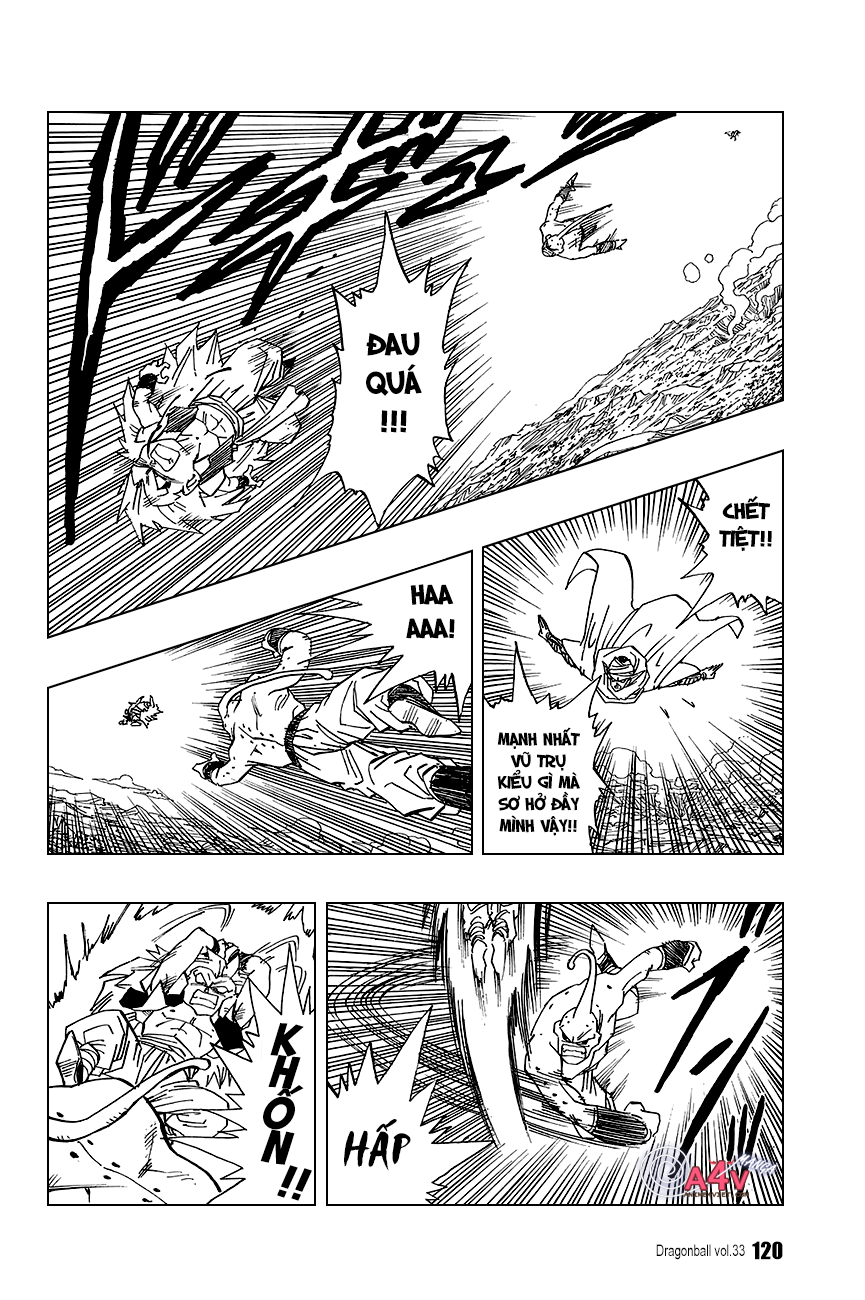 ĐAU
QUÁ
!!!
CHẾT
TIỆT!!
MẠNH NHẤT
VŨ TRỤ
KIỂU GÌ MÀ
SƠ HỞ ĐẦY
MÌNH VẬY!!
HAA
AAA!
KHỐN!!
HẤP
A4V
Dragonball vol.33 120